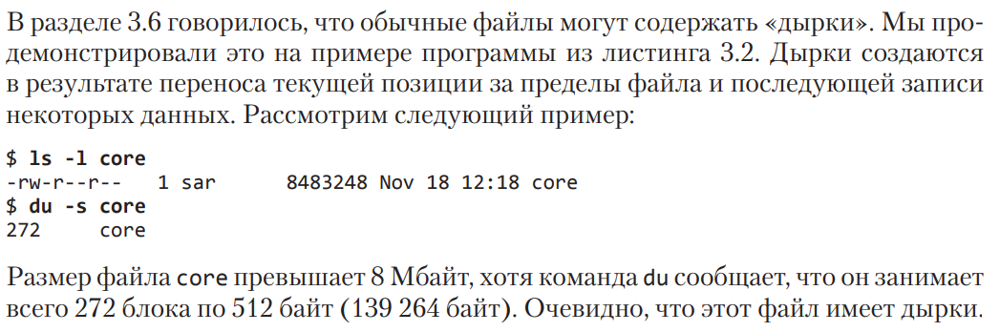 В разделе 3.6 говорилось, что обычные файлы могут содержать «дырки». Мы про-
демонстрировали это на примере программы из листинга 3.2. Дырки создаются
в результате переноса текущей позиции за пределы файла и последующей записи
некоторых данных. Рассмотрим следующий пример:
$ ls -l core
-rw-r--r-- 1 sar 8483248 Nov 18 12:18 core
$ du -s core
272 core
Размер файла core превышает 8 Мбайт, хотя команда du сообщает, что он занимает
всего 272 блока по 512 байт (139 264 байт). Очевидно, что этот файл имеет дырки.